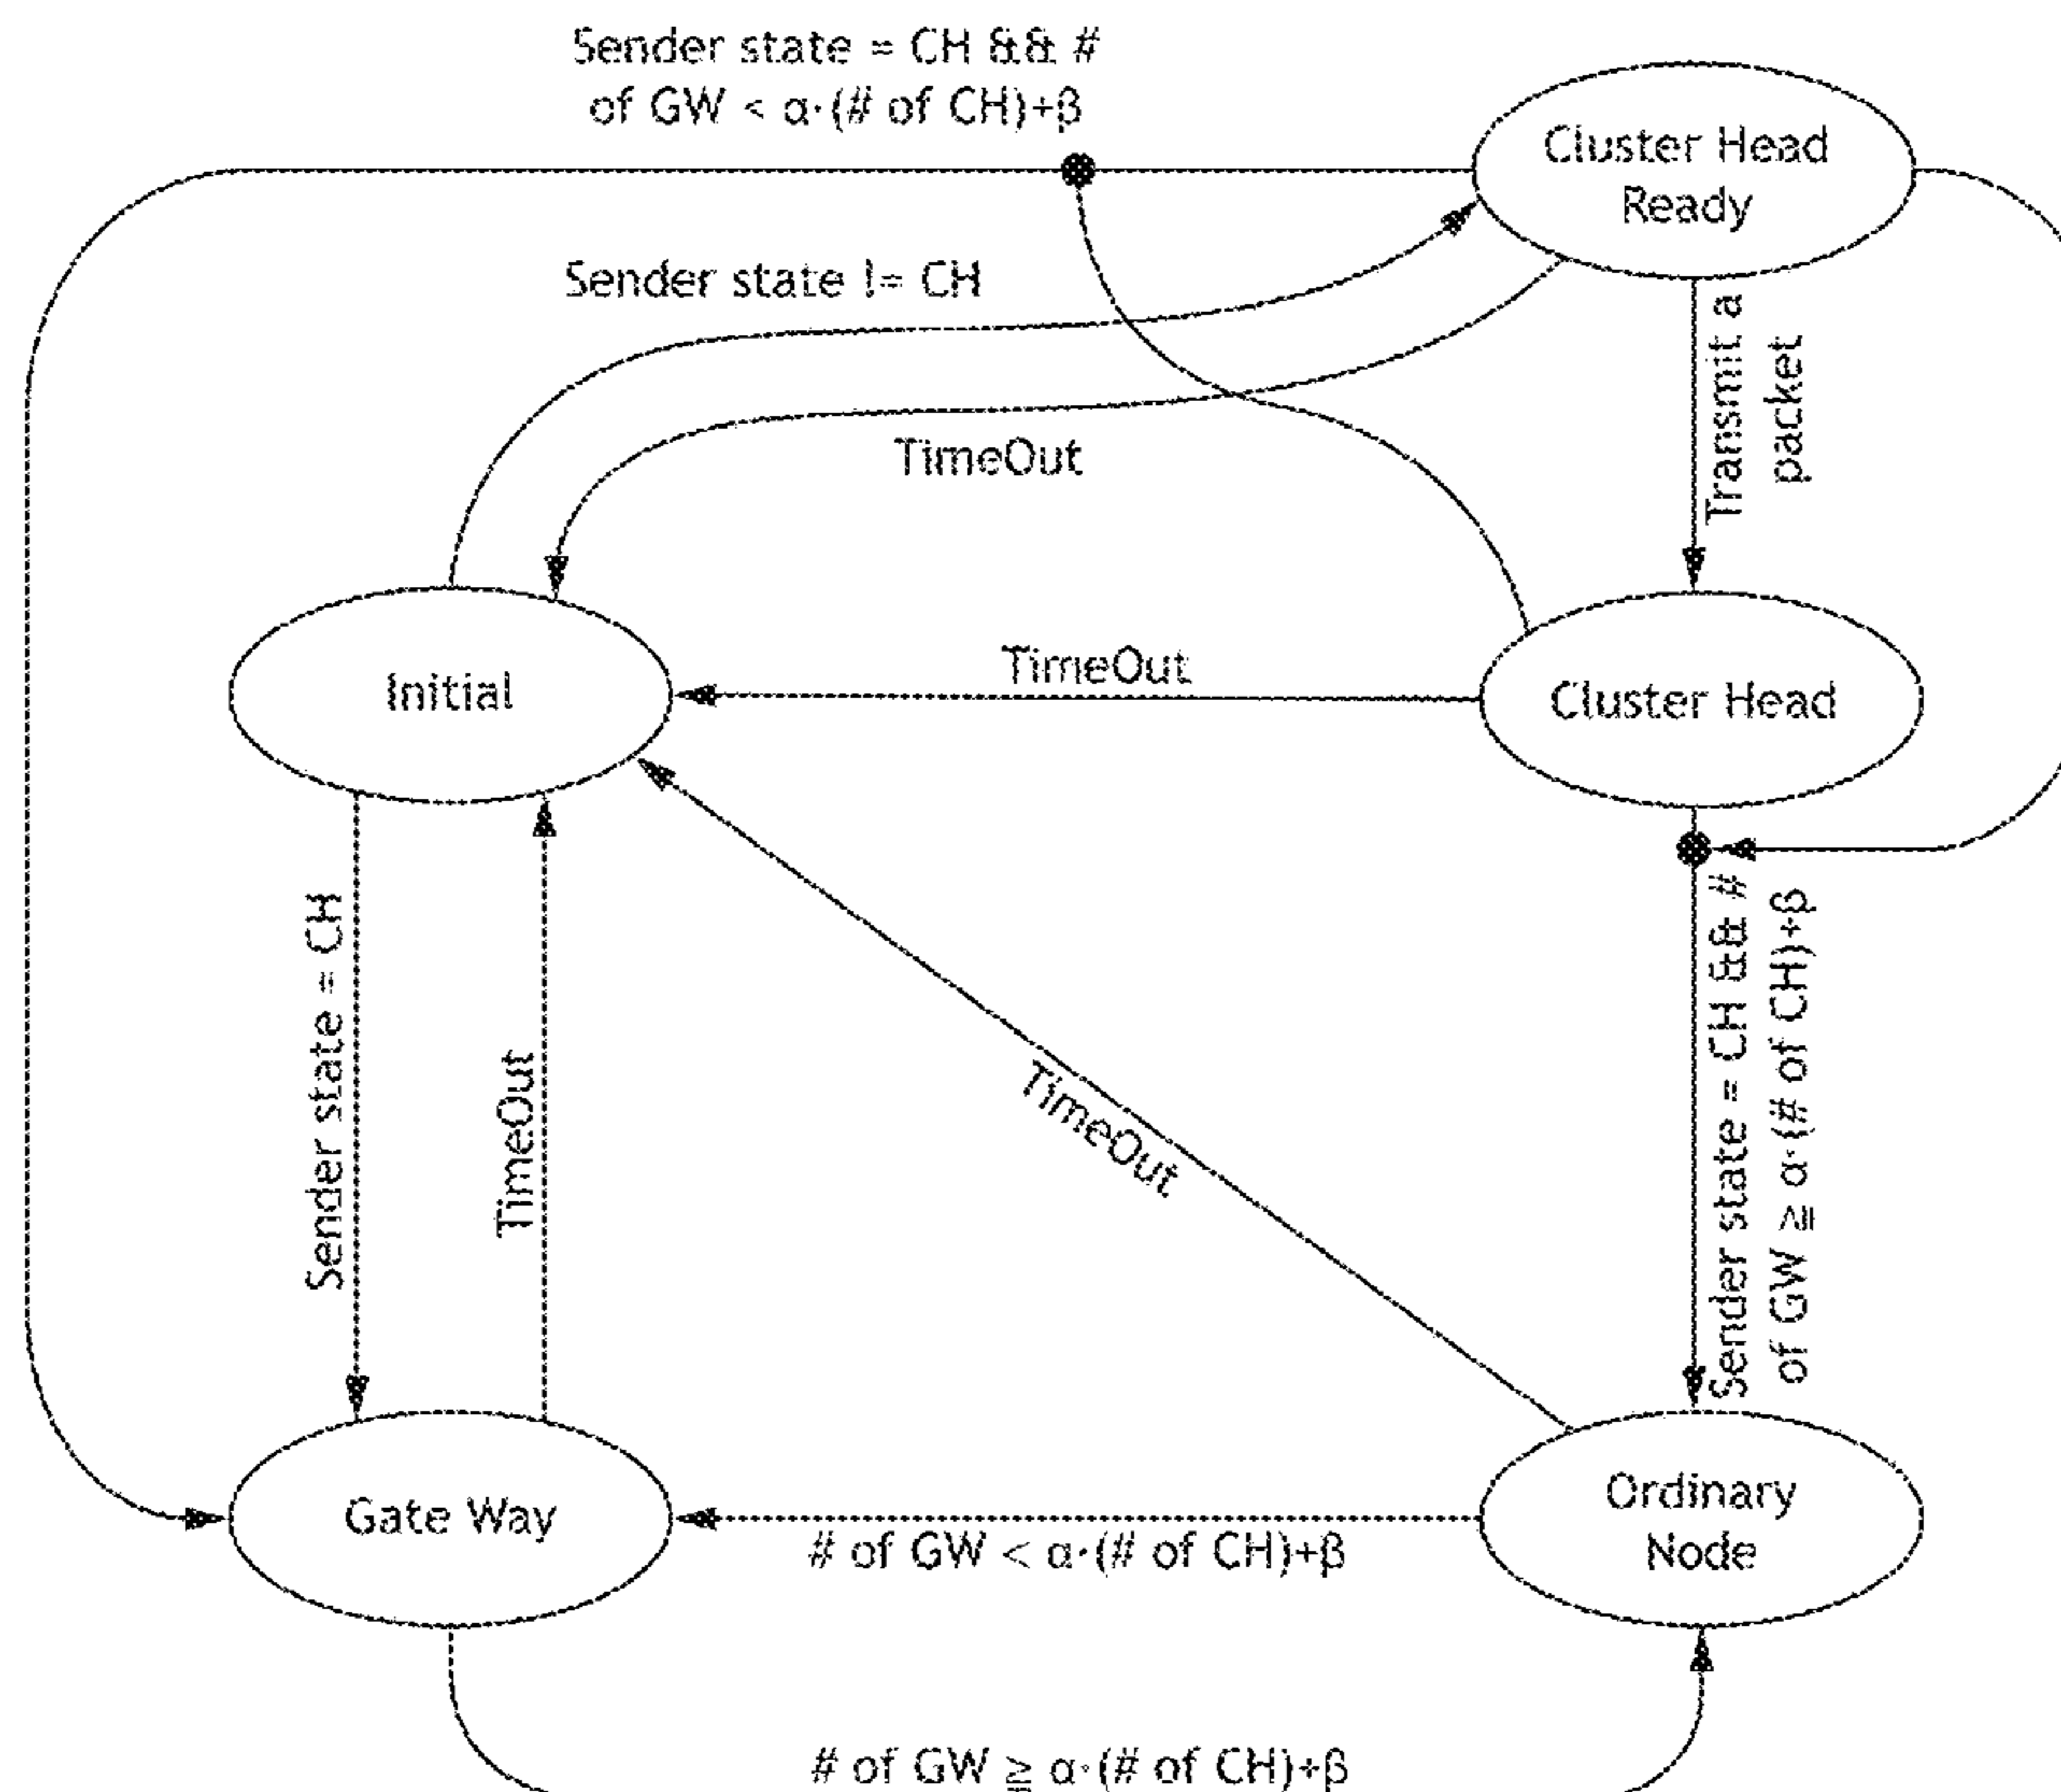 Sender state = CH && #
of GW < α·(# of CH)+β
Cluster Head
Ready
Sender state != CH
Transmit a
packet
TimeOut
Initial
TimeOut
Cluster Head
Sender state = CH
TimeOut
TimeOut
Sender state = CH && #
of GW ≧ α·(# of CH)+β
Gate Way
# of GW < α·(# of CH)+β
Ordinary
Node
# of GW ≧ α·(# of CH)+β